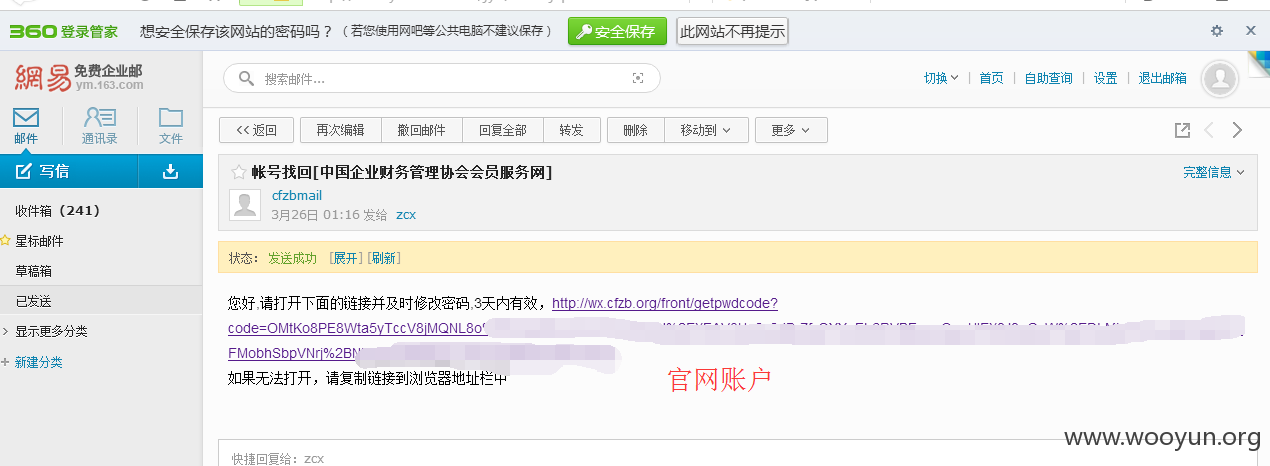 360登录管家 想安全保存该网站的密码吗？（若您使用网吧等公共电脑不建议保存） 安全保存 此网站不再提示
網易 免费企业邮
ym.163.com
搜索邮件...
切换 首页 自助查询 设置 退出邮箱
邮件 通讯录 文件
写信
收件箱（241）
星标邮件
草稿箱
已发送
显示更多分类
新建分类
<< 返回 再次编辑 撤回邮件 回复全部 转发 删除 移动到 更多
帐号找回[中国企业财务管理协会会员服务网]
完整信息
cfzbmail
3月26日 01:16 发给 zcx
状态： 发送成功 [展开] [刷新]
您好,请打开下面的链接并及时修改密码,3天内有效，http://wx.cfzb.org/front/getpwdcode?
code=OMtKo8PE8Wta5yTccV8jMQNL8o
FMobhSbpVNrj%2BN
如果无法打开，请复制链接到浏览器地址栏中
官网账户
www.wooyun.org
快捷回复给：zcx